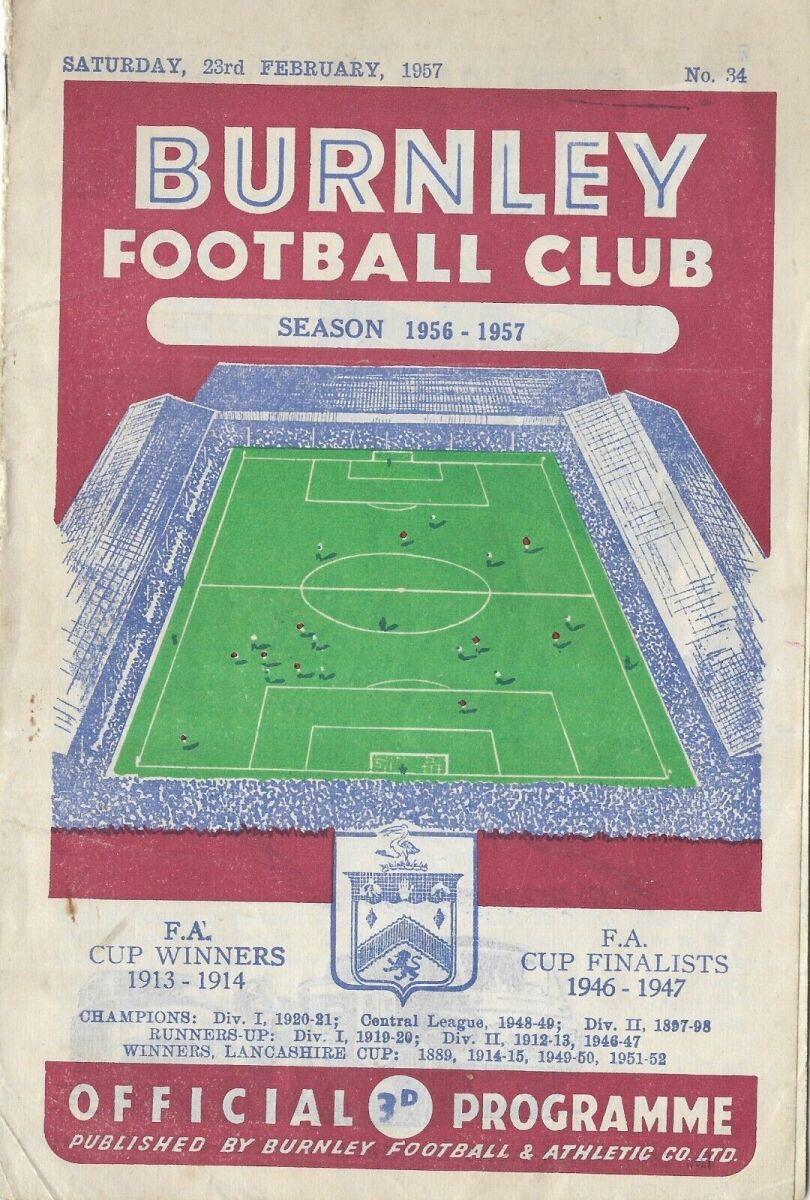 SATURDAY, 23rd FEBRUARY, 1957 No. 34
BURNLEY
FOOTBALL CLUB
SEASON 1956 - 1957
F.A.
CUP WINNERS
1913 - 1914
F.A.
CUP FINALISTS
1946 - 1947
CHAMPIONS: Div. I, 1920-21; Central League, 1948-49; Div. II, 1897-98
RUNNERS-UP: Div. I, 1919-20; Div. II, 1912-13, 1946-47
WINNERS, LANCASHIRE CUP: 1889, 1914-15, 1949-50, 1951-52
OFFICIAL 3D PROGRAMME
PUBLISHED BY BURNLEY FOOTBALL & ATHLETIC CO. LTD.